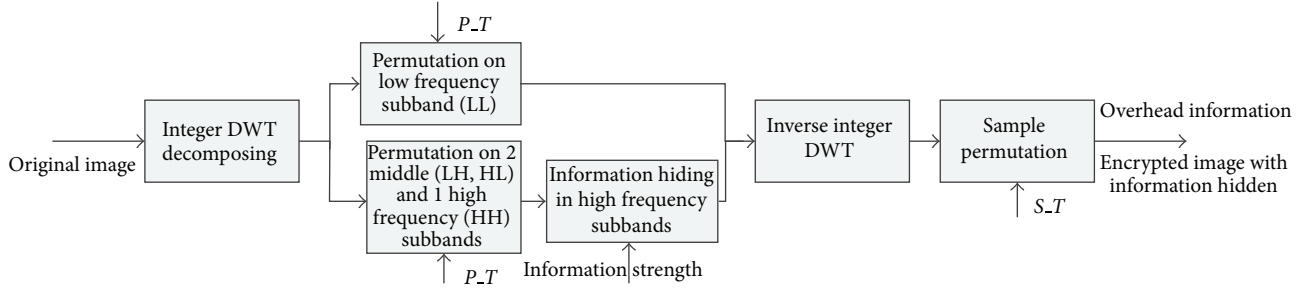 Original image
Integer DWT
decomposing
P_T
Permutation on
low frequency
subband (LL)
Permutation on 2
middle (LH, HL)
and 1 high
frequency (HH)
subbands
P_T
Information hiding
in high frequency
subbands
Information strength
Inverse integer
DWT
Sample
permutation
S_T
Overhead information
Encrypted image with
information hidden